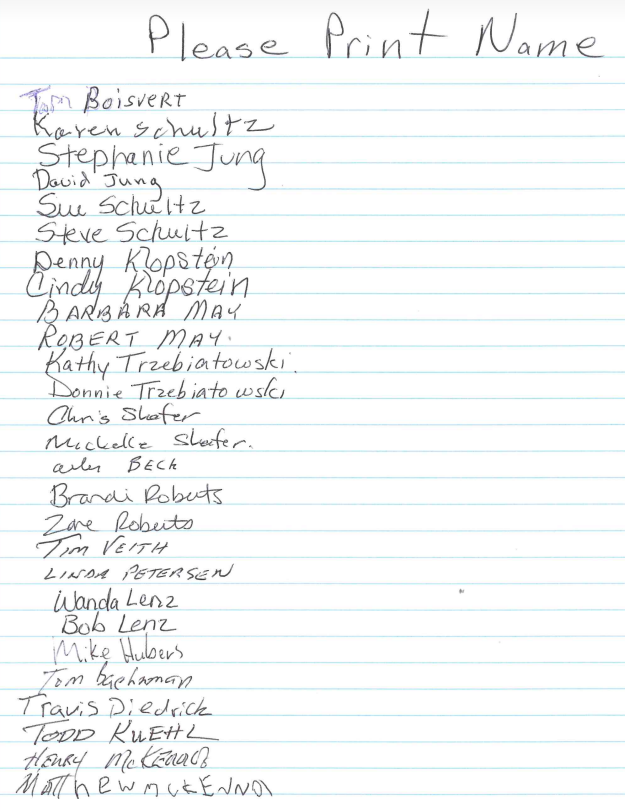 Please Print Name
Tom BoisvERT
Karen Schultz
Stephanie Jung
David Jung
Sue Schultz
Steve Schultz
Denny Klopstein
Cindy Klopstein
BARBARA MAY
ROBERT MAY.
Kathy Trzebiatowski.
Donnie Trzebiatowski
Chris Shafer
Michelle Shafer.
BECK
Brandi Roberts
Zane Roberts
Tim VEITH
LINDA PETERSEN
Wanda Lenz
Bob Lenz
Mike Hubers
Tom bachaman
Travis Diedrick
TODD KUEHL
HENRY McKENNA
MattHEW McKENNA